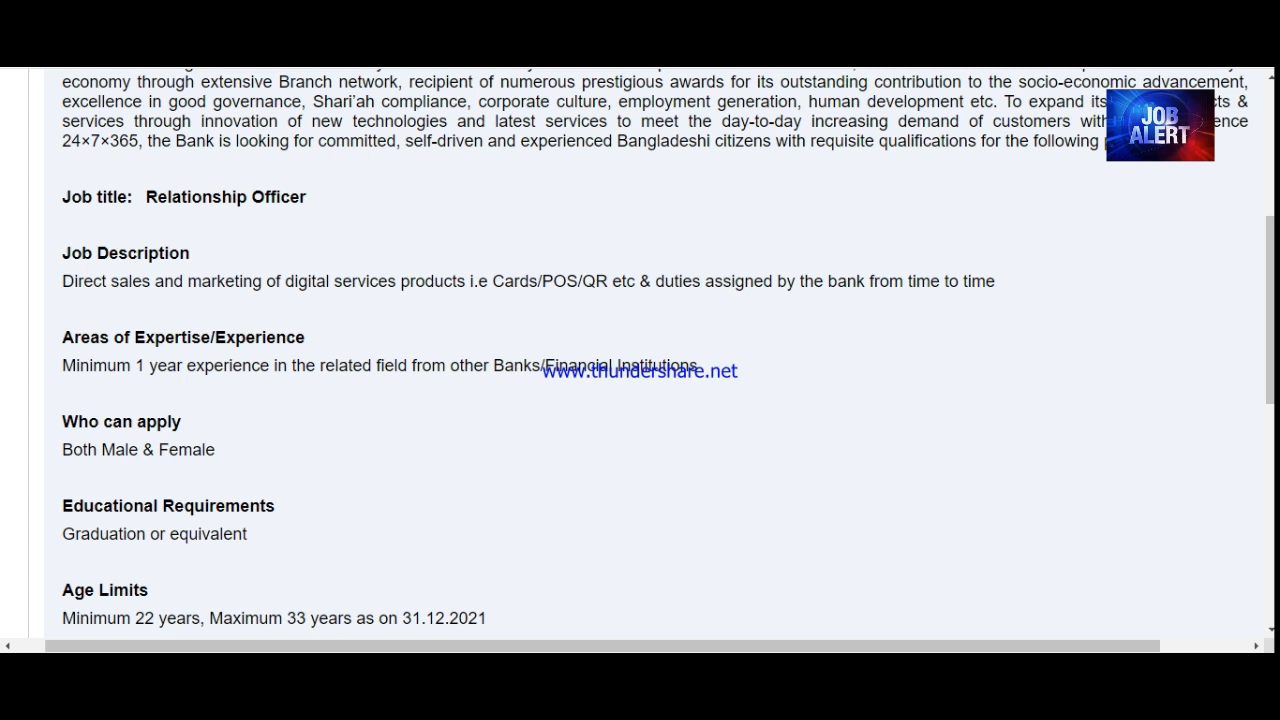 economy through extensive Branch network, recipient of numerous prestigious awards for its outstanding contribution to the socio-economic advancement,
excellence in good governance, Shari'ah compliance, corporate culture, employment generation, human development etc. To expand its &
services through innovation of new technologies and latest services to meet the day-to-day increasing demand of customers with
24×7×365, the Bank is looking for committed, self-driven and experienced Bangladeshi citizens with requisite qualifications for the following
JOB
ALERT
Job title: Relationship Officer
Job Description
Direct sales and marketing of digital services products i.e Cards/POS/QR etc & duties assigned by the bank from time to time
Areas of Expertise/Experience
Minimum 1 year experience in the related field from other Banks/Financial Institutions
www.thundershare.net
Who can apply
Both Male & Female
Educational Requirements
Graduation or equivalent
Age Limits
Minimum 22 years, Maximum 33 years as on 31.12.2021